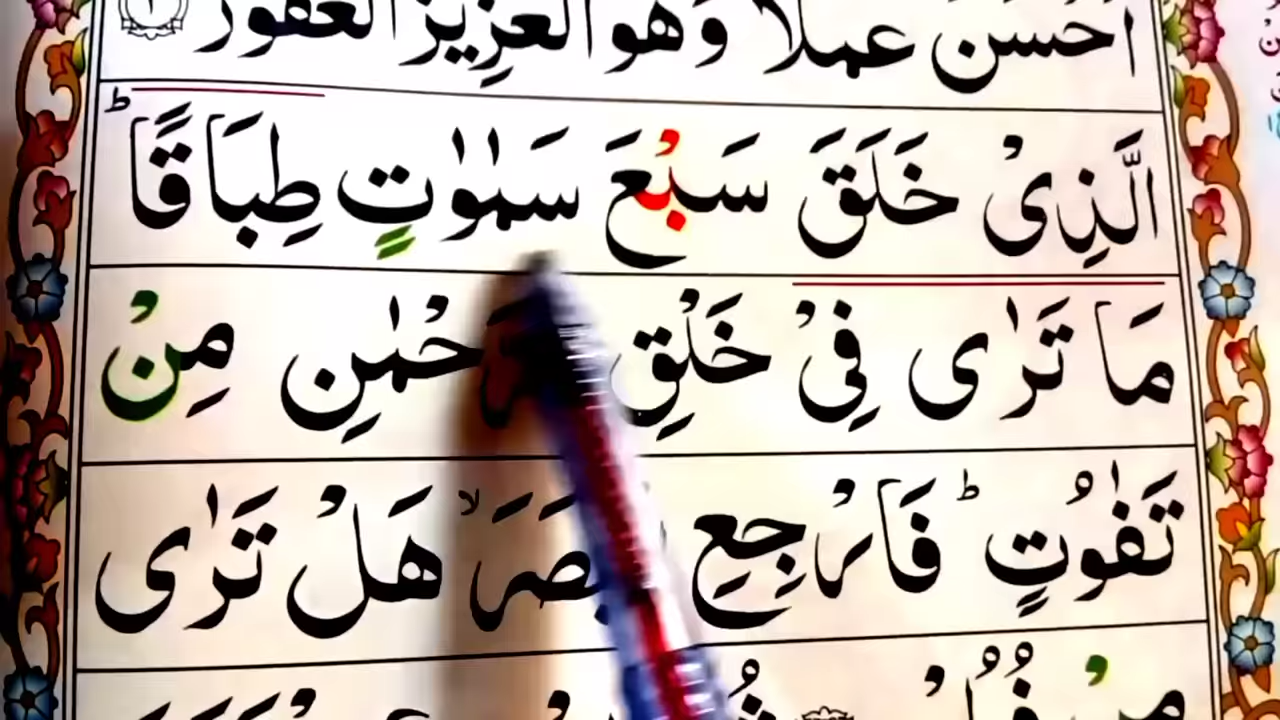 اَحْسَنُ عَمَلًا وَهُوَ الْعَزِیْزُ الْغَفُوْرُ
الَّذِیْ خَلَقَ سَبْعَ سَمٰوٰتٍ طِبَاقًا ؕ
مَا تَرٰی فِیْ خَلْقِ حْمٰنِ مِنْ
تَفٰوُتٍ ؕ فَارْجِعِ صَرَ ۙ هَلْ تَرٰی